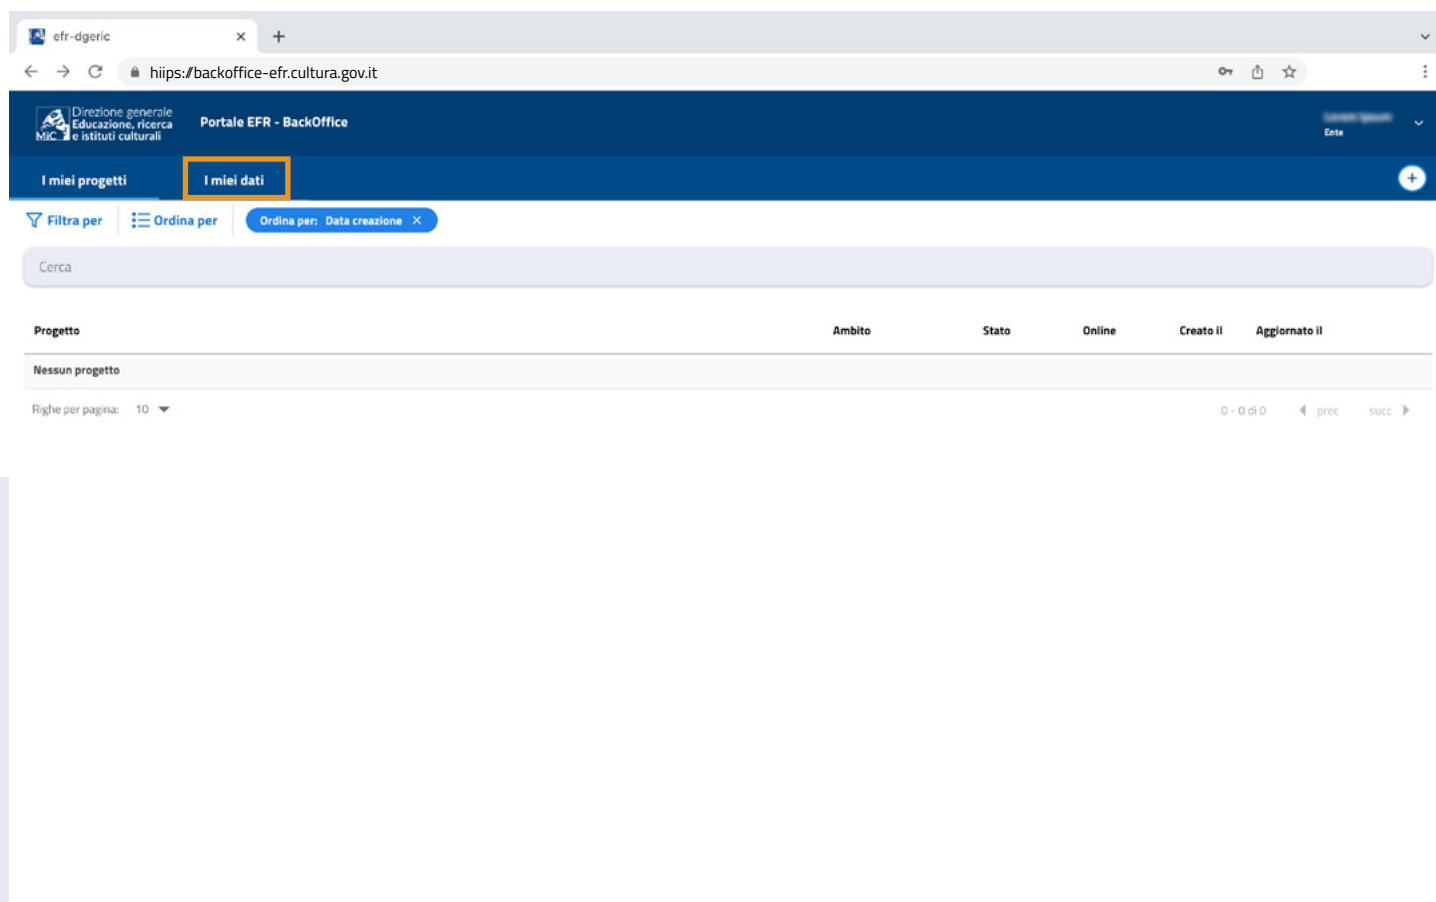 efr-dgeric
hiips://backoffice-efr.cultura.gov.it
Direzione generale
Educazione, ricerca
e istituti culturali
MiC
Portale EFR - BackOffice
Lorem Ipsum
Ente
I miei progetti
I miei dati
Filtra per
Ordina per
Ordina per: Data creazione
Cerca
Progetto Ambito Stato Online Creato il Aggiornato il
Nessun progetto
Righe per pagina: 10
0 - 0 di 0 prec succ